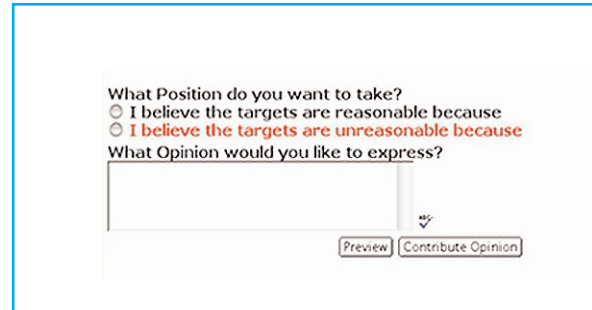 What Position do you want to take?
I believe the targets are reasonable because
I believe the targets are unreasonable because
What Opinion would you like to express?
ABC
Preview Contribute Opinion